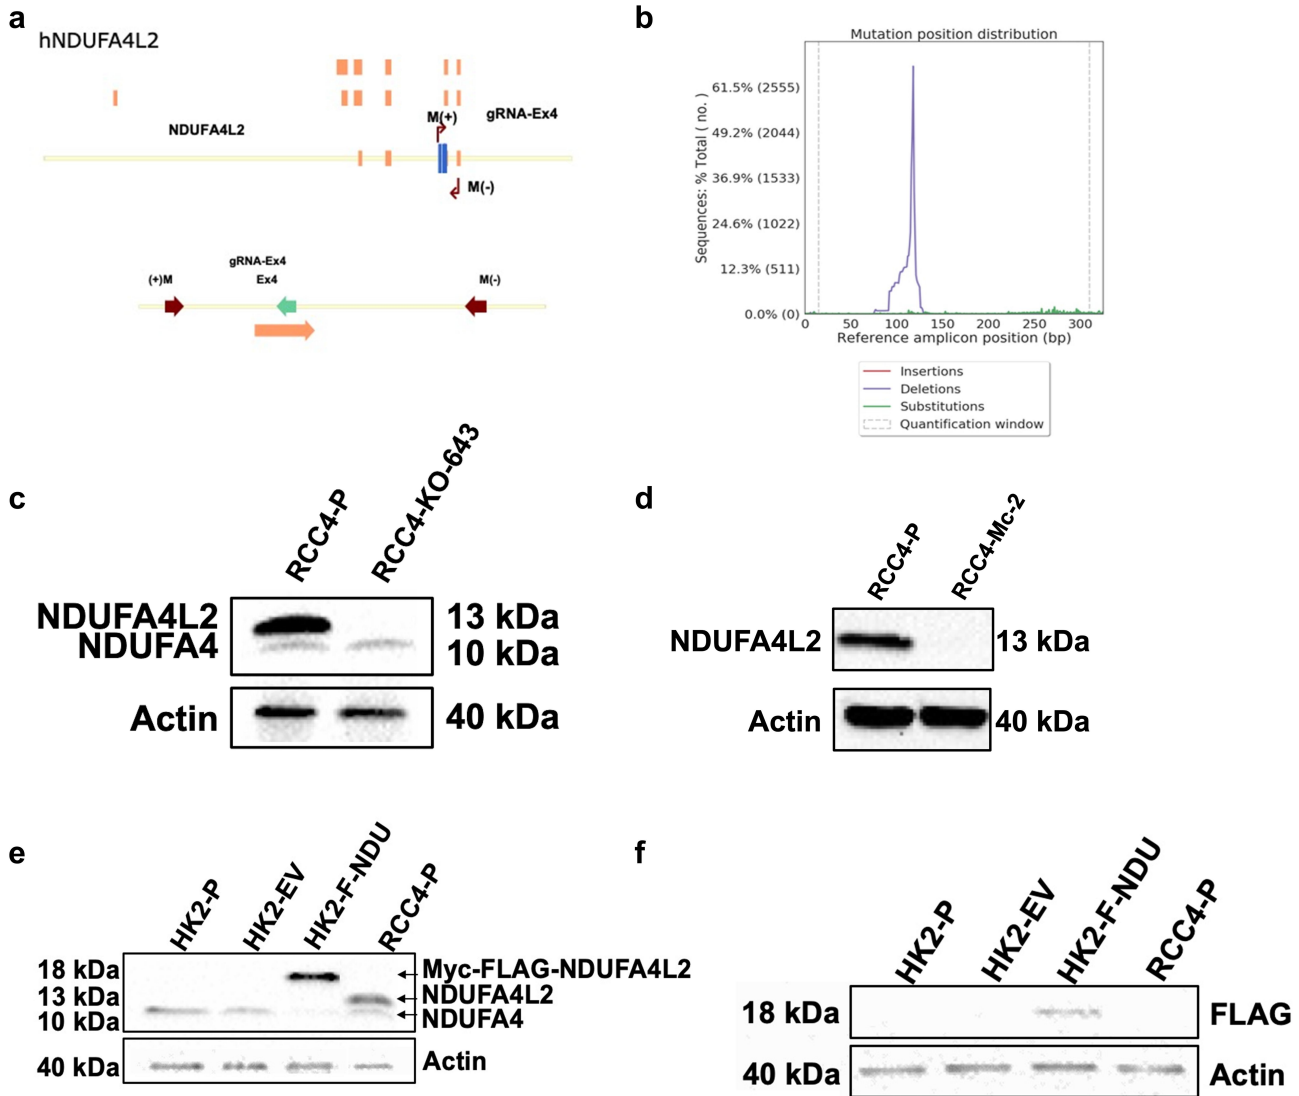 a
hNDUFA4L2
NDUFA4L2
M(+)
gRNA-Ex4
M(-)
gRNA-Ex4
(+)M
Ex4
M(-)
b
Mutation position distribution
Sequences: % Total ( no. )
61.5% (2555)
49.2% (2044)
36.9% (1533)
24.6% (1022)
12.3% (511)
0.0% (0)
0 50 100 150 200 250 300
Reference amplicon position (bp)
Insertions
Deletions
Substitutions
Quantification window
c
RCC4-P
RCC4-KO-643
NDUFA4L2
13 kDa
NDUFA4
10 kDa
Actin
40 kDa
d
RCC4-P
RCC4-Mc-2
NDUFA4L2
13 kDa
Actin
40 kDa
e
HK2-P
HK2-EV
HK2-F-NDU
RCC4-P
18 kDa
Myc-FLAG-NDUFA4L2
13 kDa
NDUFA4L2
10 kDa
NDUFA4
40 kDa
Actin
f
HK2-P
HK2-EV
HK2-F-NDU
RCC4-P
18 kDa
FLAG
40 kDa
Actin